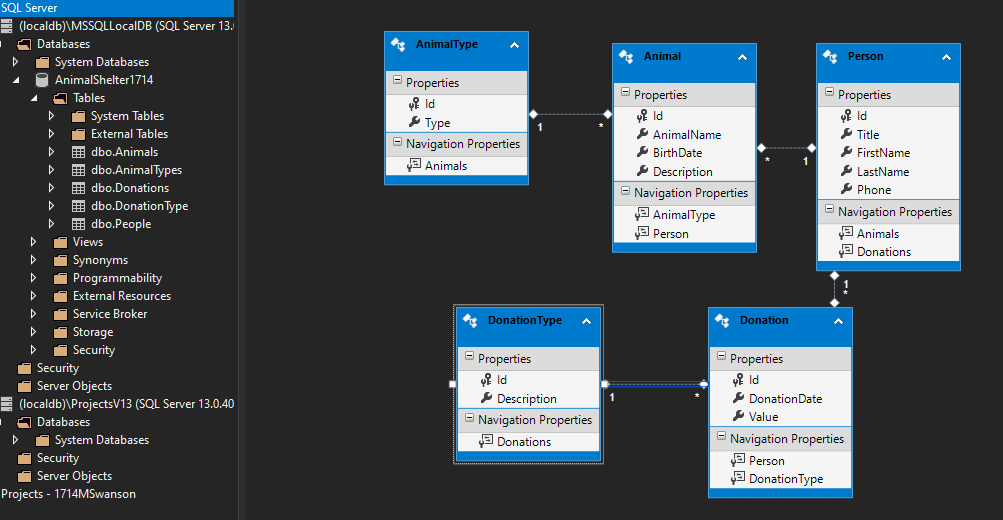 SQL Server
(localdb)\MSSQLLocalDB (SQL Server 13.0
Databases
System Databases
AnimalShelter1714
Tables
System Tables
External Tables
dbo.Animals
dbo.AnimalTypes
dbo.Donations
dbo.DonationType
dbo.People
Views
Synonyms
Programmability
External Resources
Service Broker
Storage
Security
Security
Server Objects
(localdb)\ProjectsV13 (SQL Server 13.0.40
Databases
System Databases
Security
Server Objects
Projects - 1714MSwanson
AnimalType
Properties
Id
Type
Navigation Properties
Animals
1
*
Animal
Properties
Id
AnimalName
BirthDate
Description
Navigation Properties
AnimalType
Person
*
1
Person
Properties
Id
Title
FirstName
LastName
Phone
Navigation Properties
Animals
Donations
1
*
DonationType
Properties
Id
Description
Navigation Properties
Donations
1
*
Donation
Properties
Id
DonationDate
Value
Navigation Properties
Person
DonationType